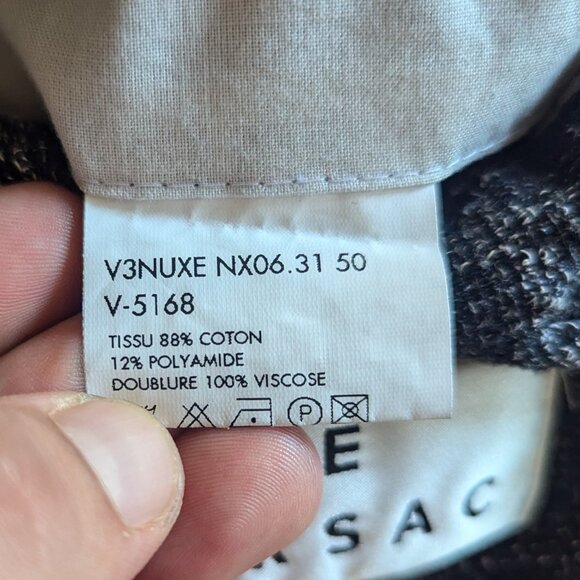 V3NUXE NX06.31 50
V-5168
TISSU 88% COTON
12% POLYAMIDE
DOUBLURE 100% VISCOSE
P
E
SAC